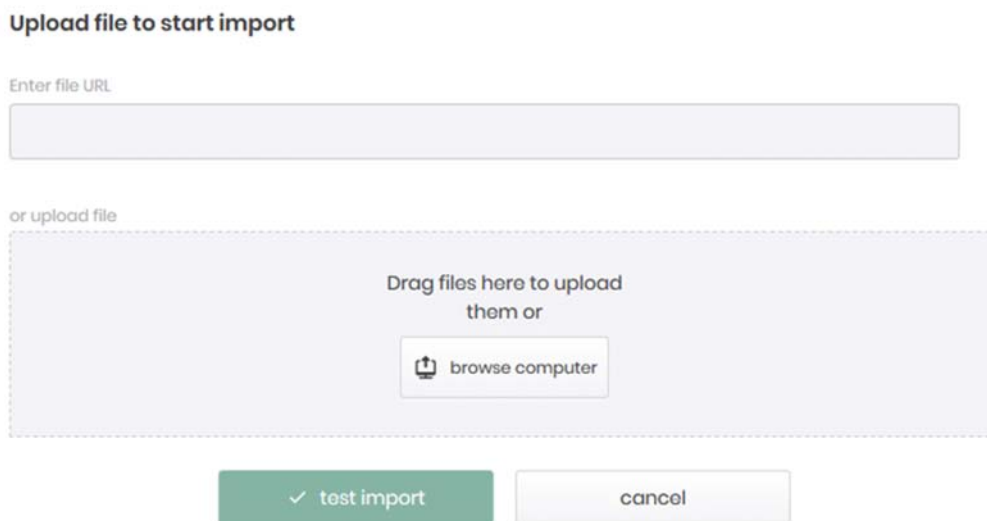 Upload file to start import
Enter file URL
or upload file
Drag files here to upload
them or
browse computer
test import
cancel